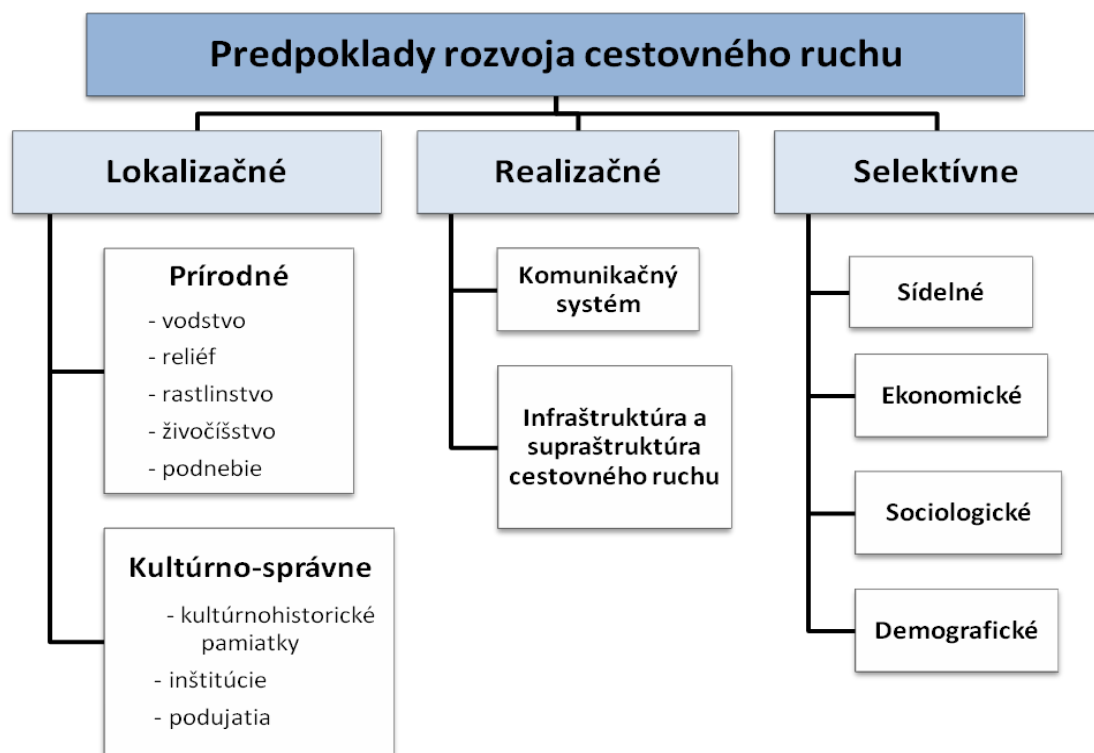 Predpoklady rozvoja cestovného ruchu
Lokalizačné
Prírodné
- vodstvo
- reliéf
- rastlinstvo
- živočíšstvo
- podnebie
Kultúrno-správne
- kultúrnohistorické
pamiatky
- inštitúcie
- podujatia
Realizačné
Komunikačný
systém
Infraštruktúra a
supraštruktúra
cestovného ruchu
Selektívne
Sídelné
Ekonomické
Sociologické
Demografické